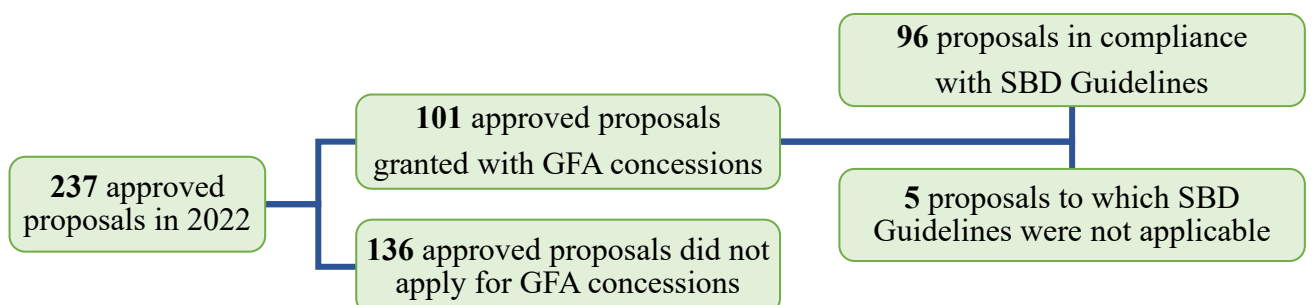 237 approved
proposals in 2022
101 approved proposals
granted with GFA concessions
136 approved proposals did not
apply for GFA concessions
96 proposals in compliance
with SBD Guidelines
5 proposals to which SBD
Guidelines were not applicable